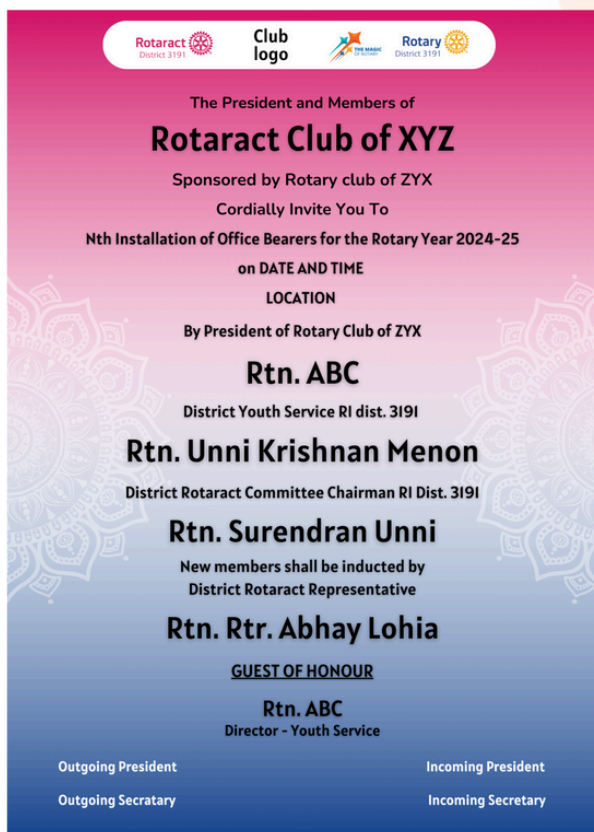 Rotaract
District 3191
Club
logo
THE MAGIC
OF ROTARY
Rotary
District 3191
The President and Members of
Rotaract Club of XYZ
Sponsored by Rotary club of ZYX
Cordially Invite You To
Nth Installation of Office Bearers for the Rotary Year 2024-25
on DATE AND TIME
LOCATION
By President of Rotary Club of ZYX
Rtn. ABC
District Youth Service RI dist. 3191
Rtn. Unni Krishnan Menon
District Rotaract Committee Chairman RI Dist. 3191
Rtn. Surendran Unni
New members shall be inducted by
District Rotaract Representative
Rtn. Rtr. Abhay Lohia
GUEST OF HONOUR
Rtn. ABC
Director - Youth Service
Outgoing President
Incoming President
Outgoing Secratary
Incoming Secretary